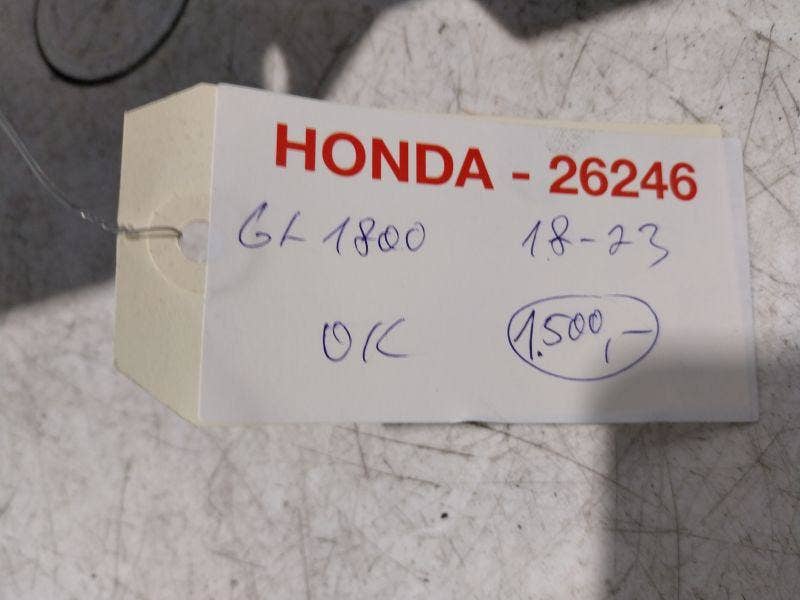 HONDA - 26246
GL 1800 18-23
OK 1.500,-